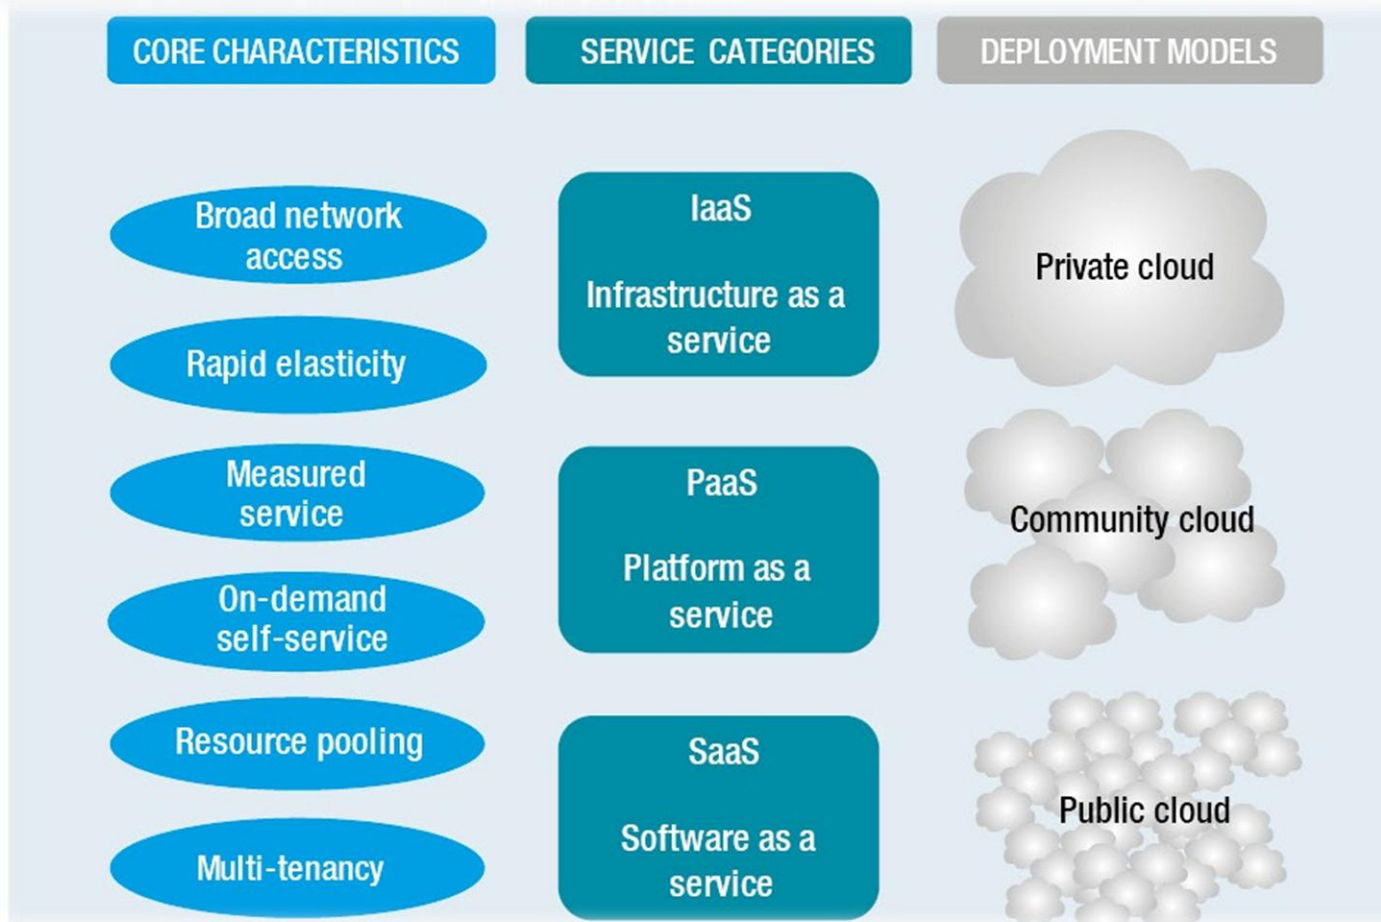 CORE CHARACTERISTICS
SERVICE CATEGORIES
DEPLOYMENT MODELS
Broad network
access
Rapid elasticity
Measured
service
On-demand
self-service
Resource pooling
Multi-tenancy
IaaS
Infrastructure as a
service
PaaS
Platform as a
service
SaaS
Software as a
service
Private cloud
Community cloud
Public cloud